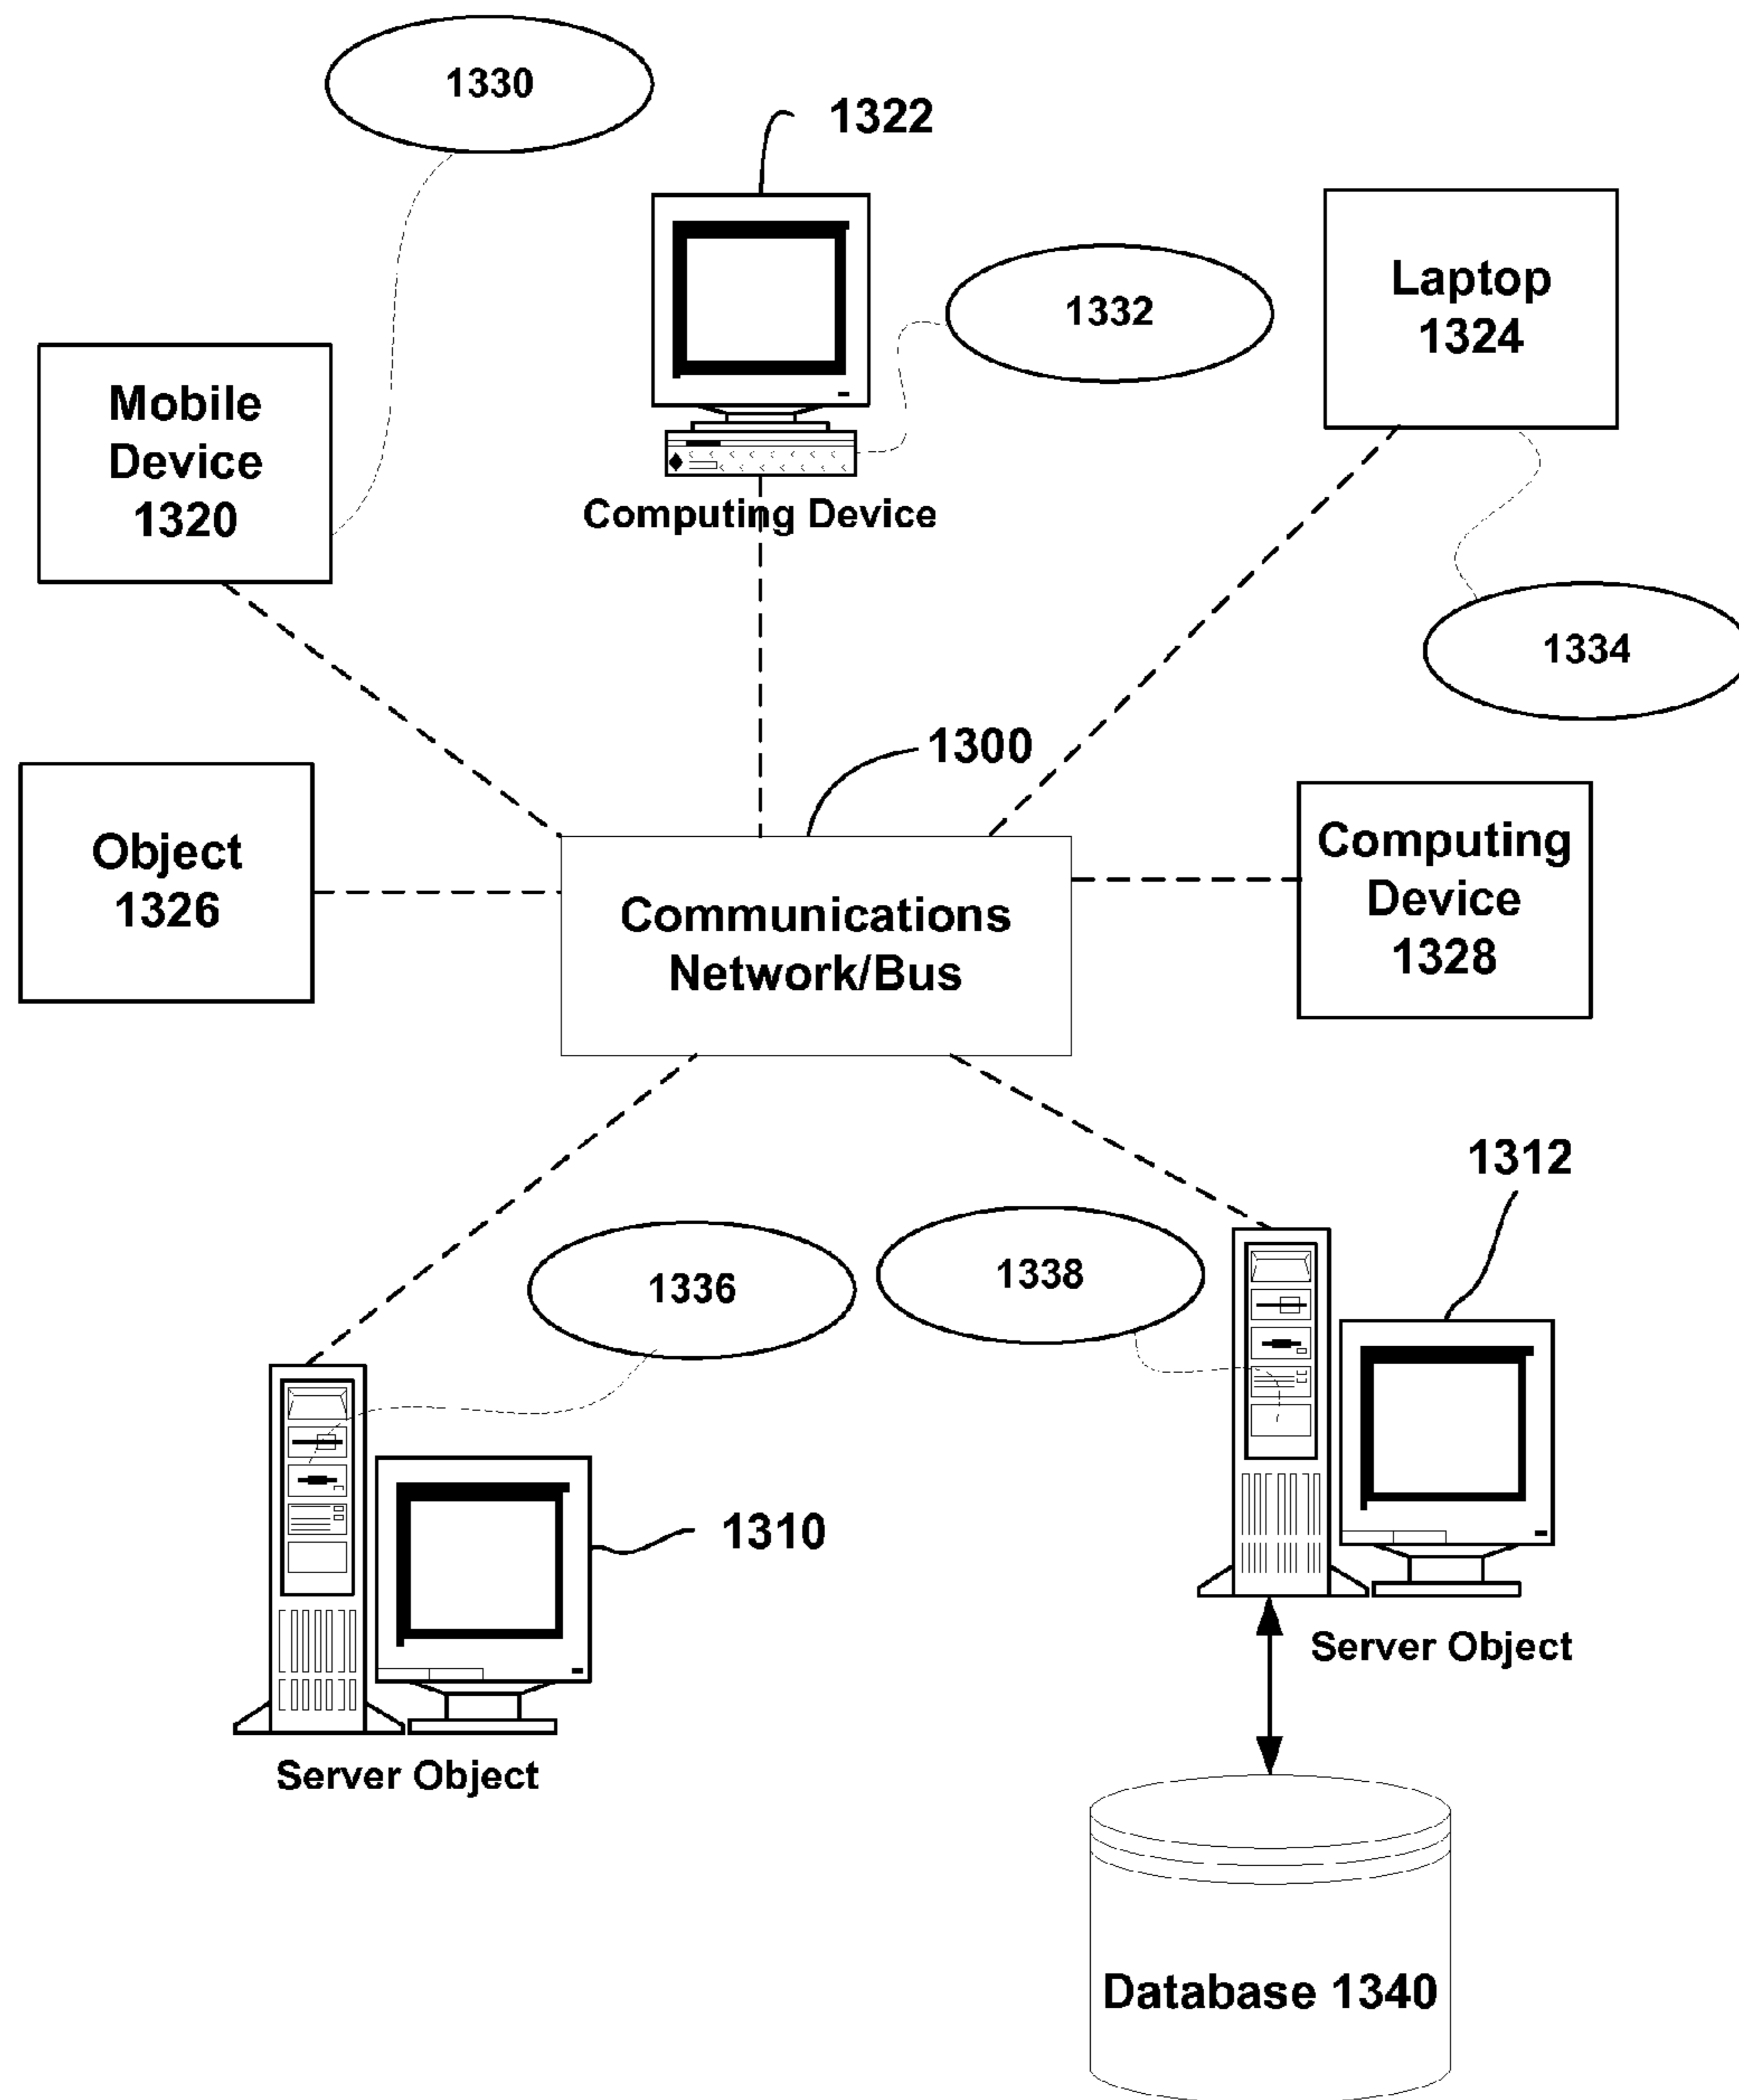 1330
1322
Laptop
1324
1332
Mobile
Device
1320
Computing Device
1334
1300
Object
1326
Communications
Network/Bus
Computing
Device
1328
1312
1336
1338
1310
Server Object
Server Object
Database 1340